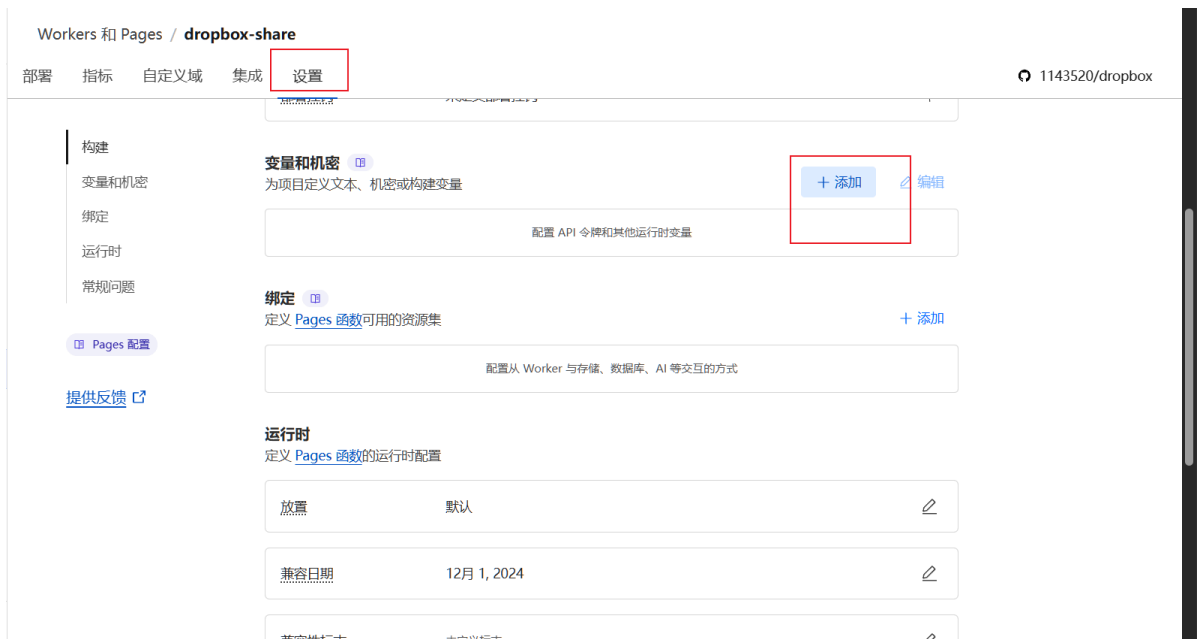 Workers 和 Pages / dropbox-share
部署 指标 自定义域 集成 设置 1143520/dropbox
构建
变量和机密
绑定
运行时
常规问题
Pages 配置
提供反馈
变量和机密
为项目定义文本、机密或构建变量
+ 添加 编辑
配置 API 令牌和其他运行时变量
绑定
定义 Pages 函数可用的资源集
+ 添加
配置从 Worker 与存储、数据库、AI 等交互的方式
运行时
定义 Pages 函数的运行时配置
放置 默认
兼容日期 12月 1, 2024